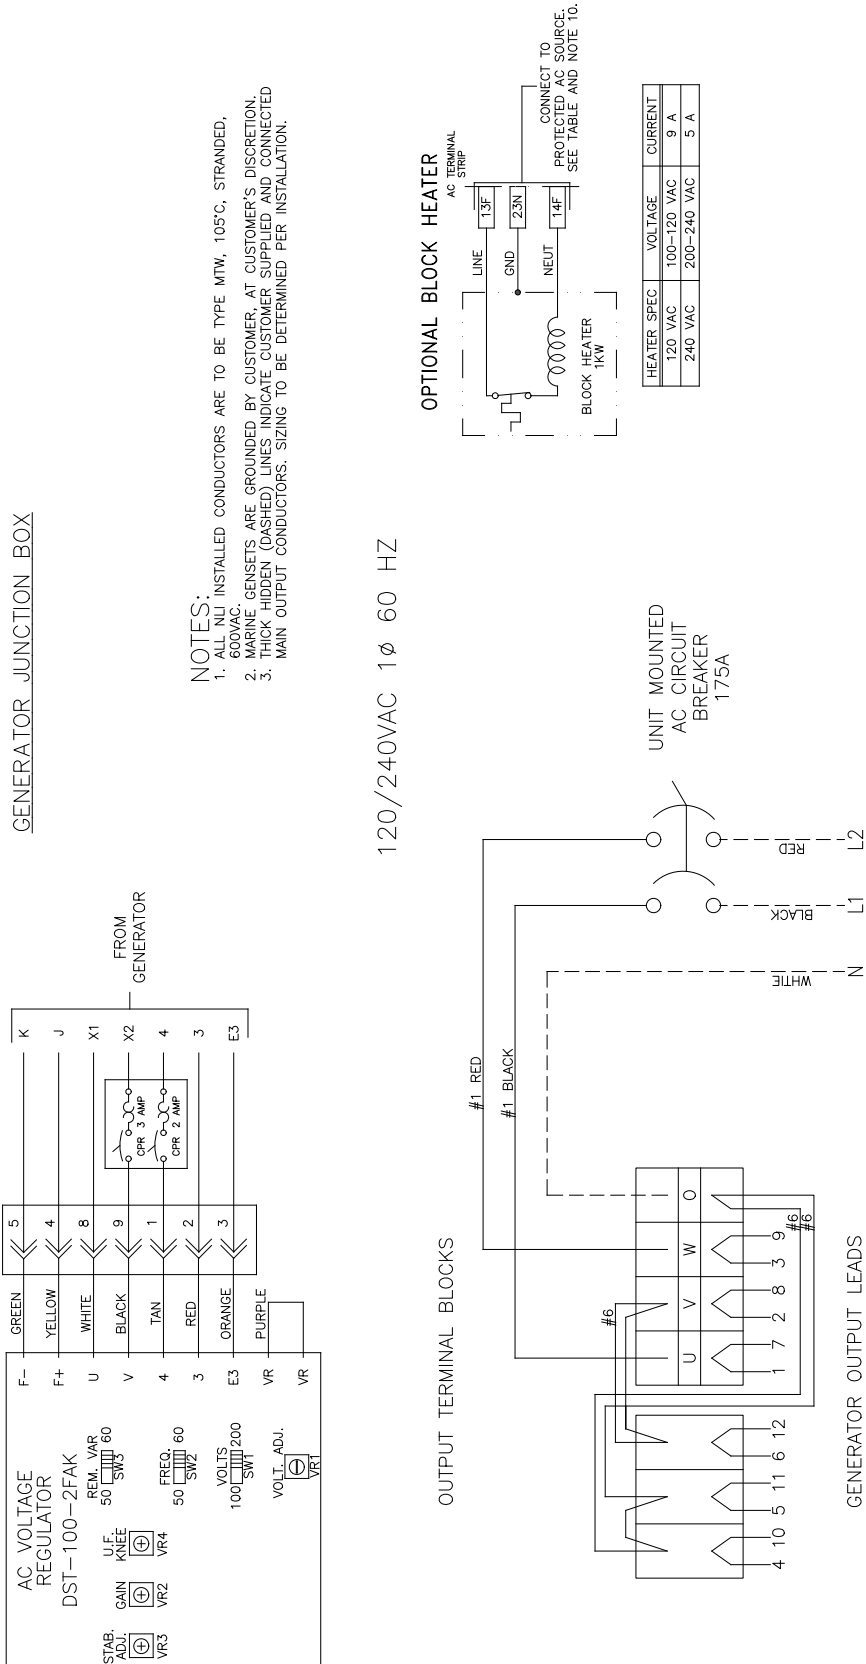 GENERATOR JUNCTION BOX
NOTES:
1. ALL NLI INSTALLED CONDUCTORS ARE TO BE TYPE MTW, 105°C, STRANDED,
600VAC.
2. MARINE GENSETS ARE GROUNDED BY CUSTOMER, AT CUSTOMER'S DISCRETION.
3. THICK HIDDEN (DASHED) LINES INDICATE CUSTOMER SUPPLIED AND CONNECTED
MAIN OUTPUT CONDUCTORS. SIZING TO BE DETERMINED PER INSTALLATION.
AC VOLTAGE
REGULATOR
DST-100-2FAK
STAB.
ADJ.
VR3
GAIN
VR2
U.F.
KNEE
VR4
REM. VAR
50 60
SW3
FREQ.
50 60
SW2
VOLTS
100 200
SW1
VOLT. ADJ.
VR1
F- GREEN 5 K
F+ YELLOW 4 J
U WHITE 8 X1
V BLACK 9 CPR 3 AMP X2
4 TAN 1 CPR 2 AMP 4
3 RED 2 3
E3 ORANGE 3 E3
VR PURPLE
VR
FROM
GENERATOR
120/240VAC 1ø 60 HZ
OPTIONAL BLOCK HEATER
AC TERMINAL
STRIP
LINE 13F
GND 23N
NEUT 14F
CONNECT TO
PROTECTED AC SOURCE.
SEE TABLE AND NOTE 10.
BLOCK HEATER
1KW
HEATER SPEC VOLTAGE CURRENT
120 VAC 100-120 VAC 9 A
240 VAC 200-240 VAC 5 A
OUTPUT TERMINAL BLOCKS
#1 RED
#1 BLACK
#6
U V W O
#6
#6
4 10 5 11 6 12 1 7 2 8 3 9
GENERATOR OUTPUT LEADS
UNIT MOUNTED
AC CIRCUIT
BREAKER
175A
WHTIE
BLACK
RED
N L1 L2